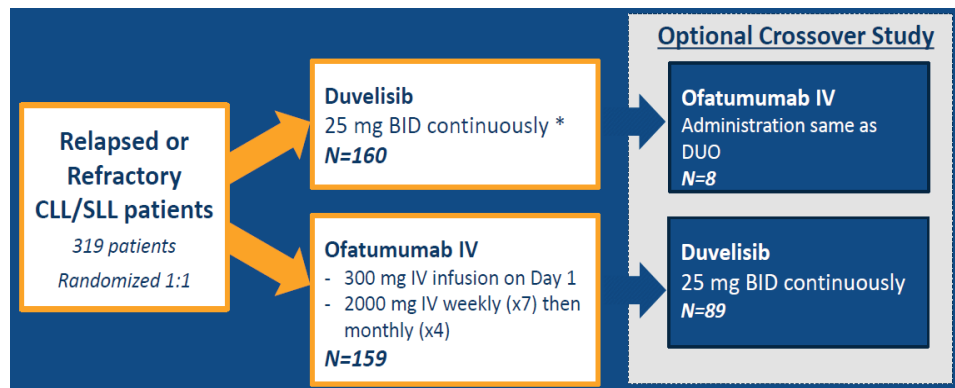 Relapsed or
Refractory
CLL/SLL patients
319 patients
Randomized 1:1
Duvelisib
25 mg BID continuously *
N=160
Ofatumumab IV
- 300 mg IV infusion on Day 1
- 2000 mg IV weekly (x7) then
monthly (x4)
N=159
Optional Crossover Study
Ofatumumab IV
Administration same as
DUO
N=8
Duvelisib
25 mg BID continuously
N=89